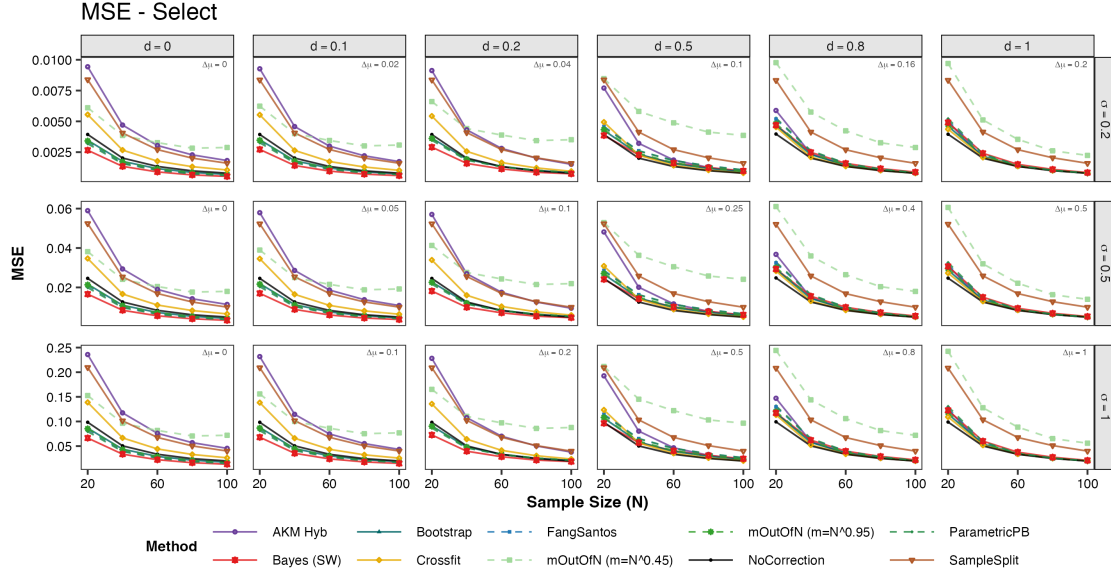 MSE - Select
d = 0 d = 0.1 d = 0.2 d = 0.5 d = 0.8 d = 1
Δμ = 0 Δμ = 0.02 Δμ = 0.04 Δμ = 0.1 Δμ = 0.16 Δμ = 0.2
0.0100
0.0075
0.0050
0.0025
σ = 0.2
Δμ = 0 Δμ = 0.05 Δμ = 0.1 Δμ = 0.25 Δμ = 0.4 Δμ = 0.5
0.06
0.04
0.02
σ = 0.5
MSE
Δμ = 0 Δμ = 0.1 Δμ = 0.2 Δμ = 0.5 Δμ = 0.8 Δμ = 1
0.25
0.20
0.15
0.10
0.05
σ = 1
20 60 100 20 60 100 20 60 100 20 60 100 20 60 100 20 60 100
Sample Size (N)
Method
AKM Hyb Bootstrap FangSantos mOutOfN (m=N^0.95) ParametricPB
Bayes (SW) Crossfit mOutOfN (m=N^0.45) NoCorrection SampleSplit